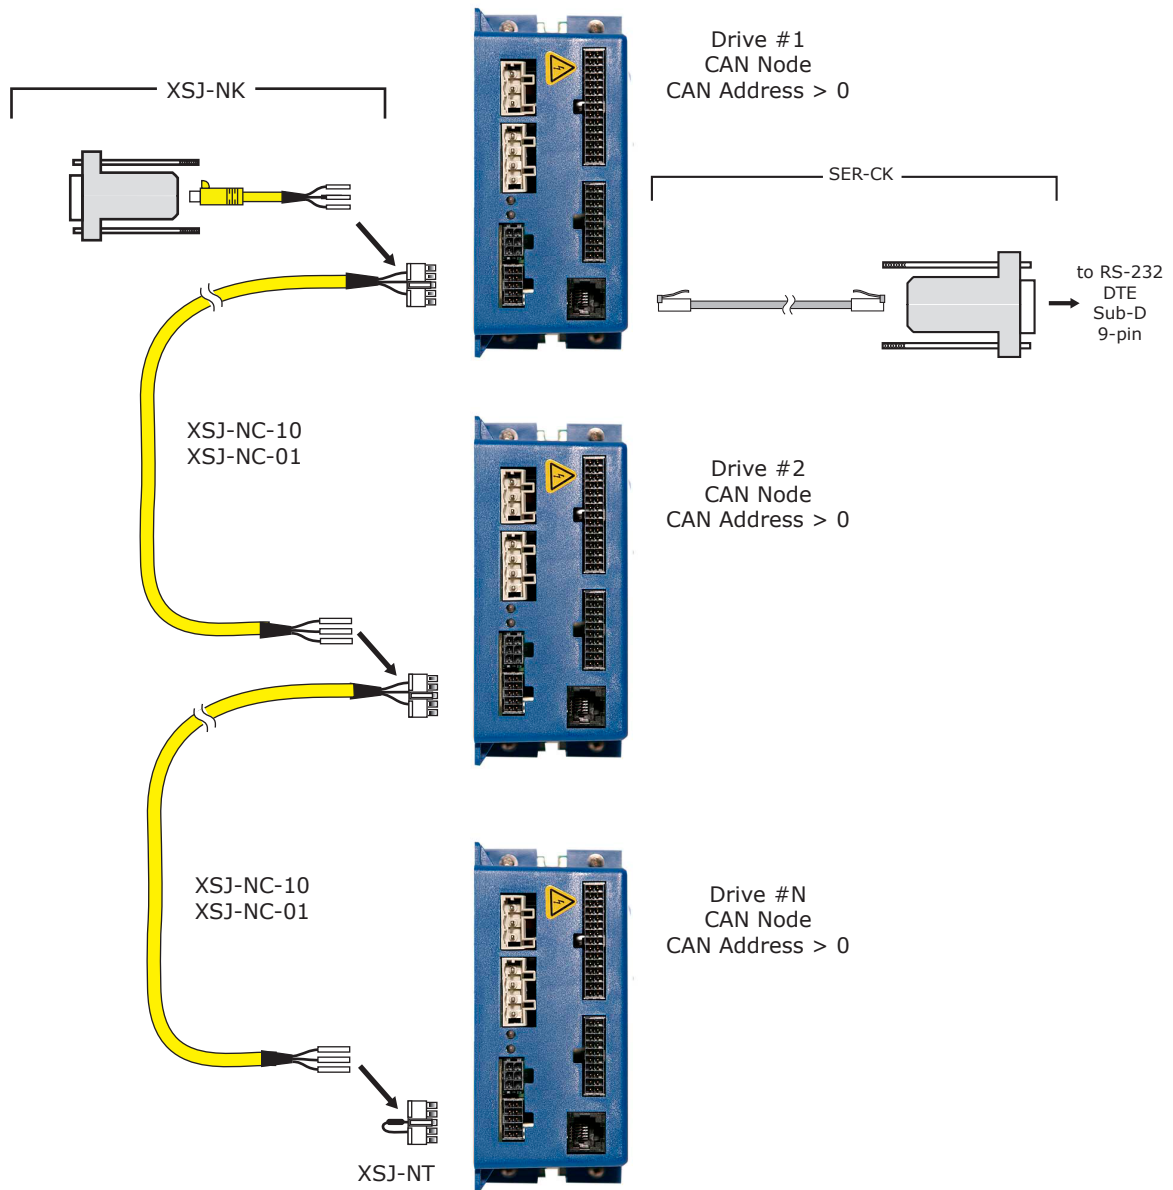 Drive #1
CAN Node
CAN Address > 0
XSJ-NK
SER-CK
to RS-232
DTE
Sub-D
9-pin
XSJ-NC-10
XSJ-NC-01
Drive #2
CAN Node
CAN Address > 0
XSJ-NC-10
XSJ-NC-01
Drive #N
CAN Node
CAN Address > 0
XSJ-NT